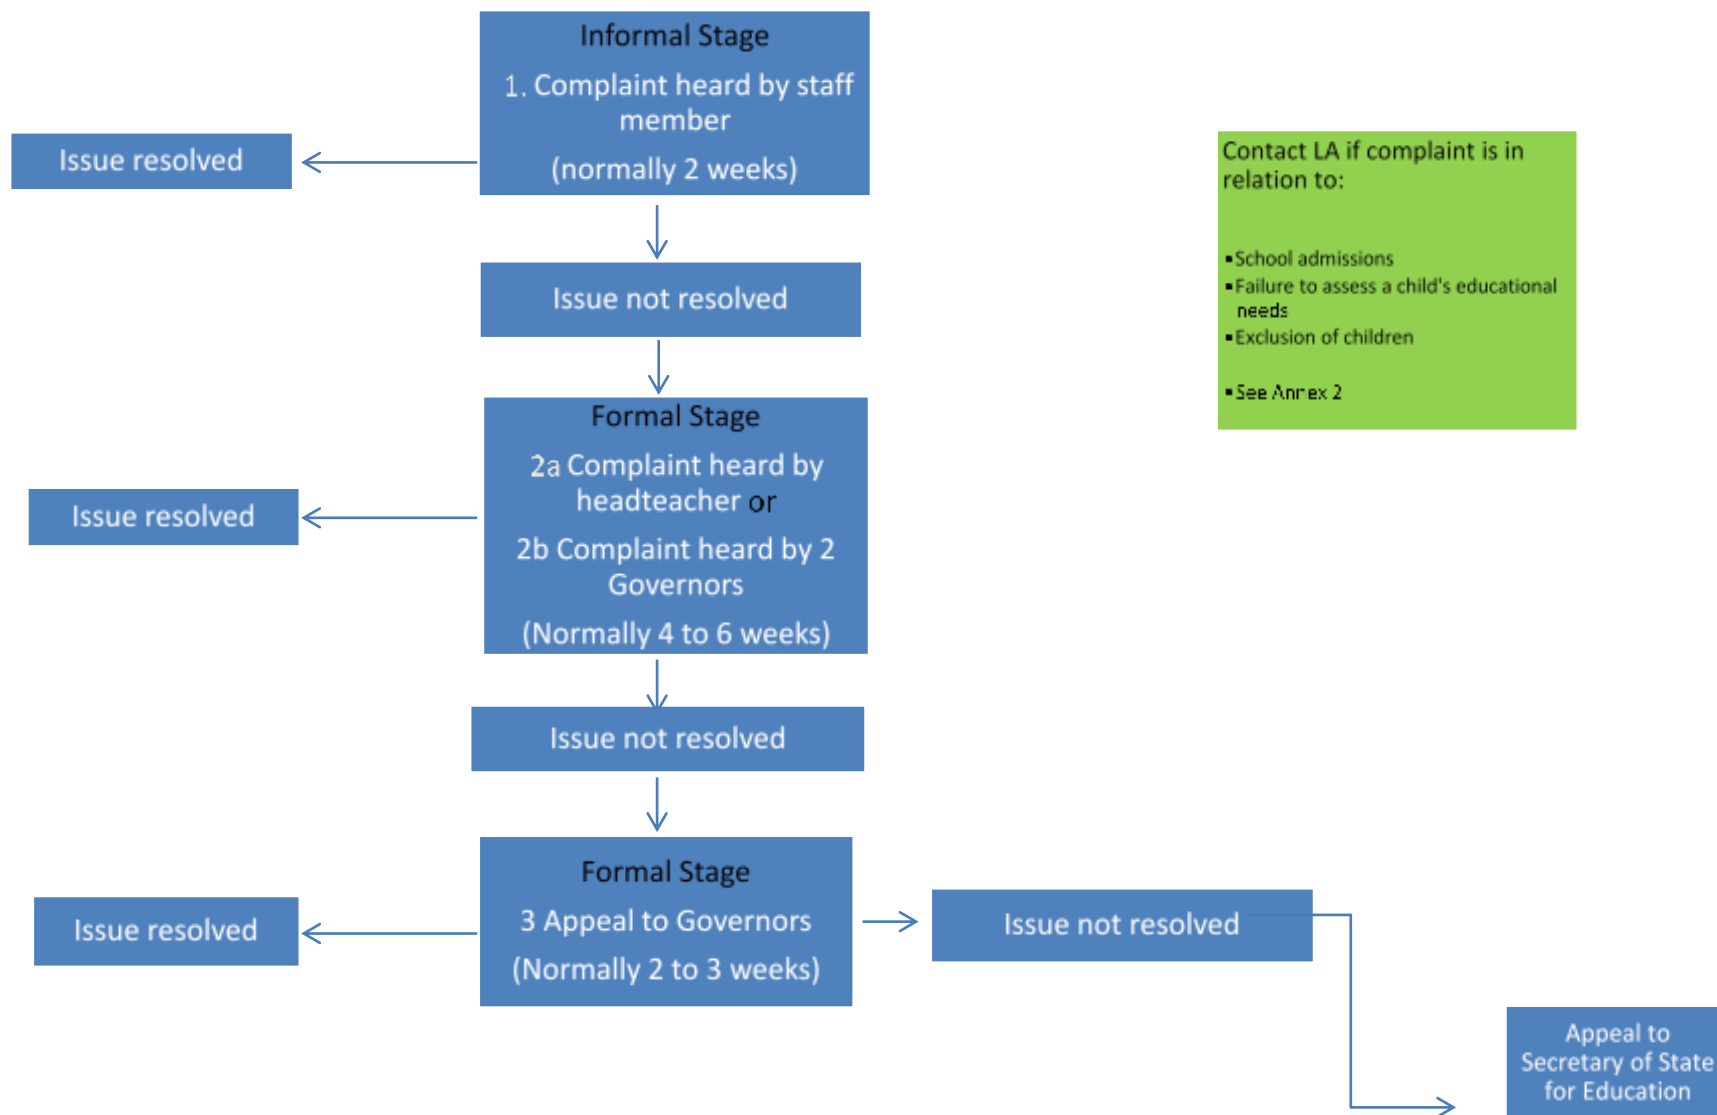 Informal Stage
1. Complaint heard by staff
member
(normally 2 weeks)
Issue resolved
Contact LA if complaint is in
relation to:
▪School admissions
▪Failure to assess a child's educational
needs
▪Exclusion of children
▪See Annex 2
Issue not resolved
Formal Stage
2a Complaint heard by
headteacher or
2b Complaint heard by 2
Governors
(Normally 4 to 6 weeks)
Issue resolved
Issue not resolved
Formal Stage
3 Appeal to Governors
(Normally 2 to 3 weeks)
Issue resolved
Issue not resolved
Appeal to
Secretary of State
for Education